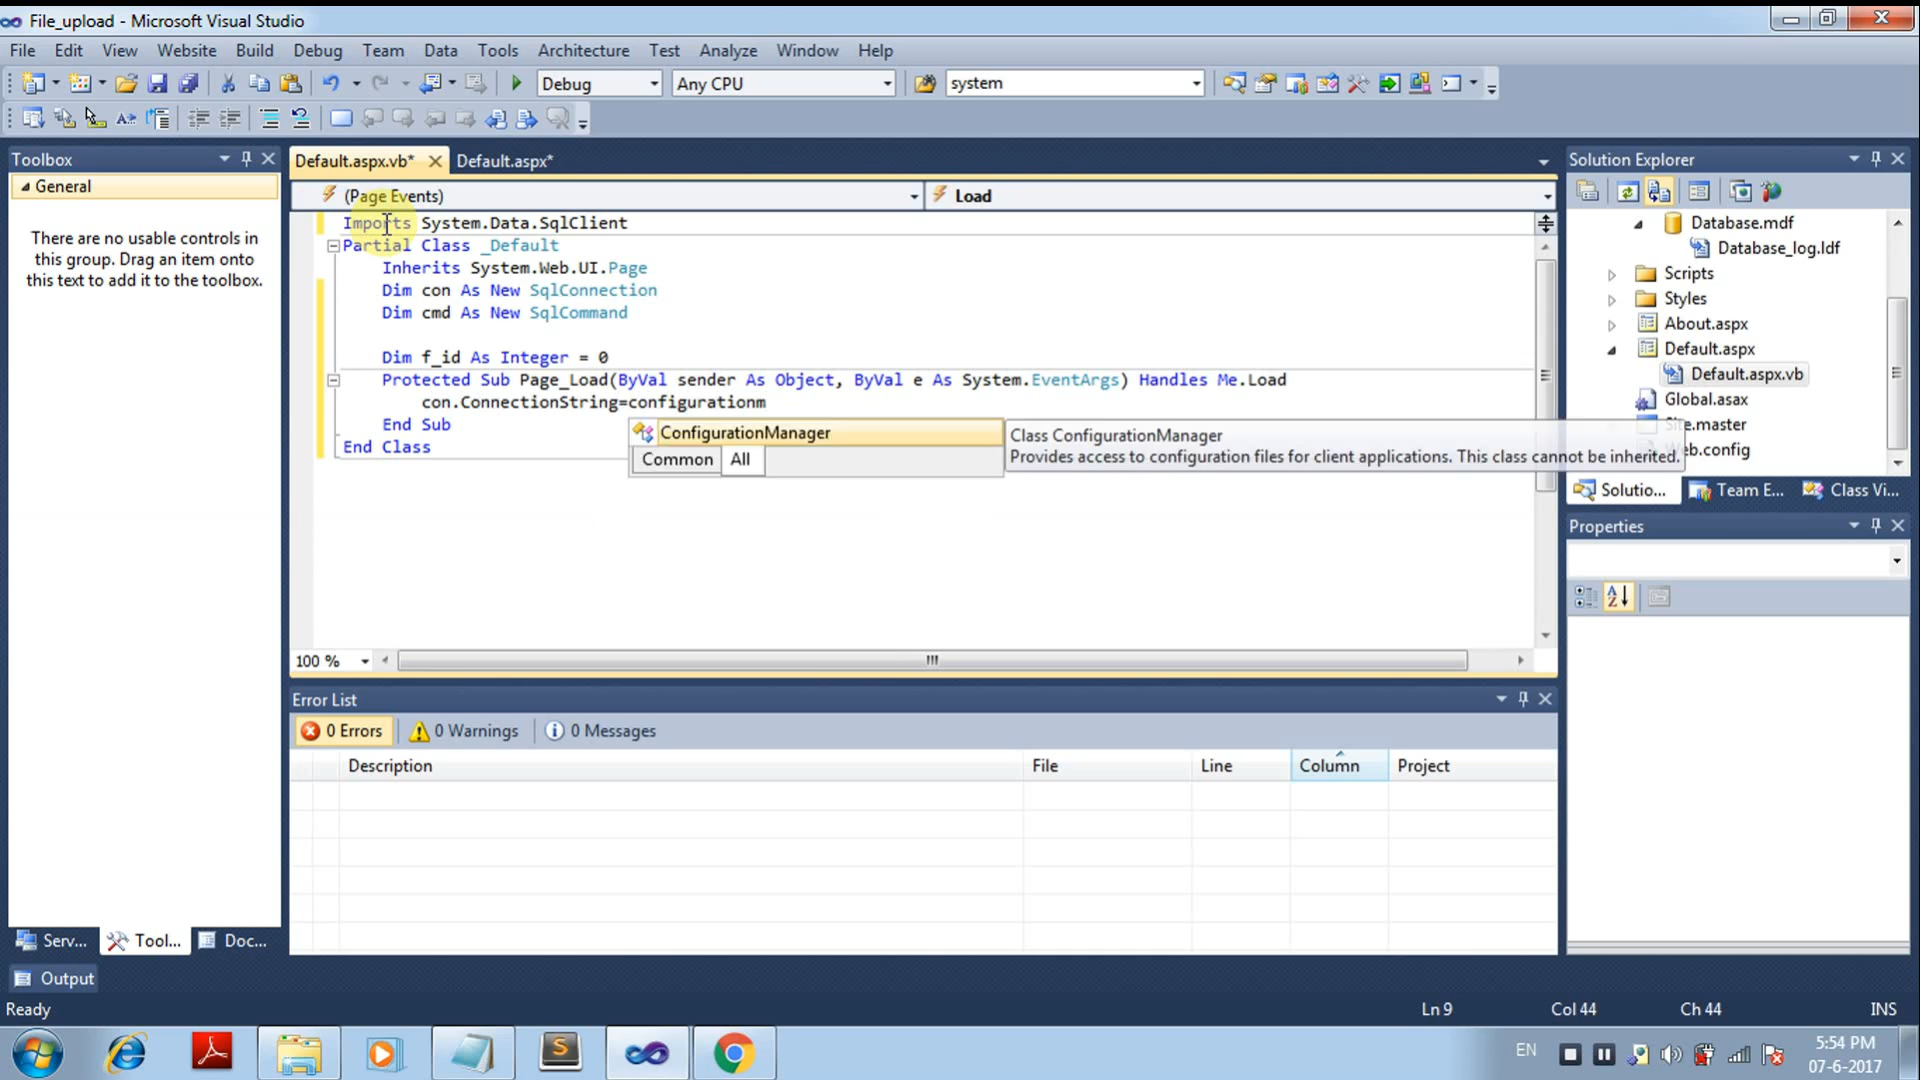 File_upload - Microsoft Visual Studio
File Edit View Website Build Debug Team Data Tools Architecture Test Analyze Window Help
Debug Any CPU system
Toolbox
General
There are no usable controls in
this group. Drag an item onto
this text to add it to the toolbox.
Default.aspx.vb* Default.aspx*
(Page Events) Load
Imports System.Data.SqlClient
Partial Class _Default
Inherits System.Web.UI.Page
Dim con As New SqlConnection
Dim cmd As New SqlCommand
Dim f_id As Integer = 0
Protected Sub Page_Load(ByVal sender As Object, ByVal e As System.EventArgs) Handles Me.Load
con.ConnectionString=configurationm
End Sub
End Class
ConfigurationManager
Common All
Class ConfigurationManager
Provides access to configuration files for client applications. This class cannot be inherited.
100 %
Solution Explorer
Database.mdf
Database_log.ldf
Scripts
Styles
About.aspx
Default.aspx
Default.aspx.vb
Global.asax
Site.master
Web.config
Solutio... Team E... Class Vi...
Properties
Error List
0 Errors 0 Warnings 0 Messages
Description File Line Column Project
Serv... Tool... Doc...
Output
Ready Ln 9 Col 44 Ch 44 INS
EN
5:54 PM
07-6-2017